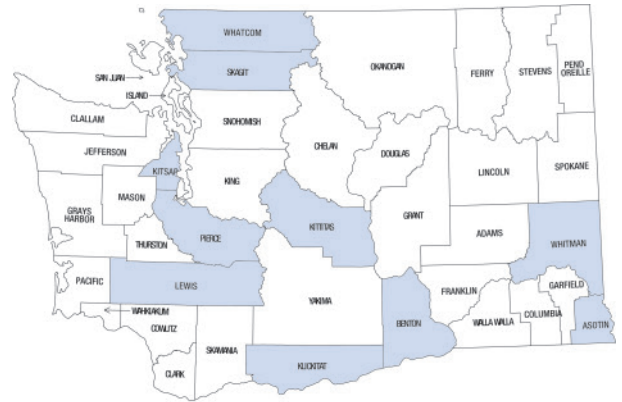 WHATCOM
SKAGIT
OKANOGAN
FERRY
STEVENS
PEND
OREILLE
SAN JUAN
ISLAND
CLALLAM
SNOHOMISH
CHELAN
DOUGLAS
JEFFERSON
KITSAP
KING
LINCOLN
SPOKANE
MASON
GRAYS
HARBOR
GRANT
PIERCE
KITITAS
ADAMS
WHITMAN
THURSTON
LEWIS
PACIFIC
YAKIMA
FRANKLIN
GARFIELD
WAHKIAKUM
COWLITZ
BENTON
WALLA WALLA
COLUMBIA
ASOTIN
SKAMANIA
KLICKITAT
CLARK